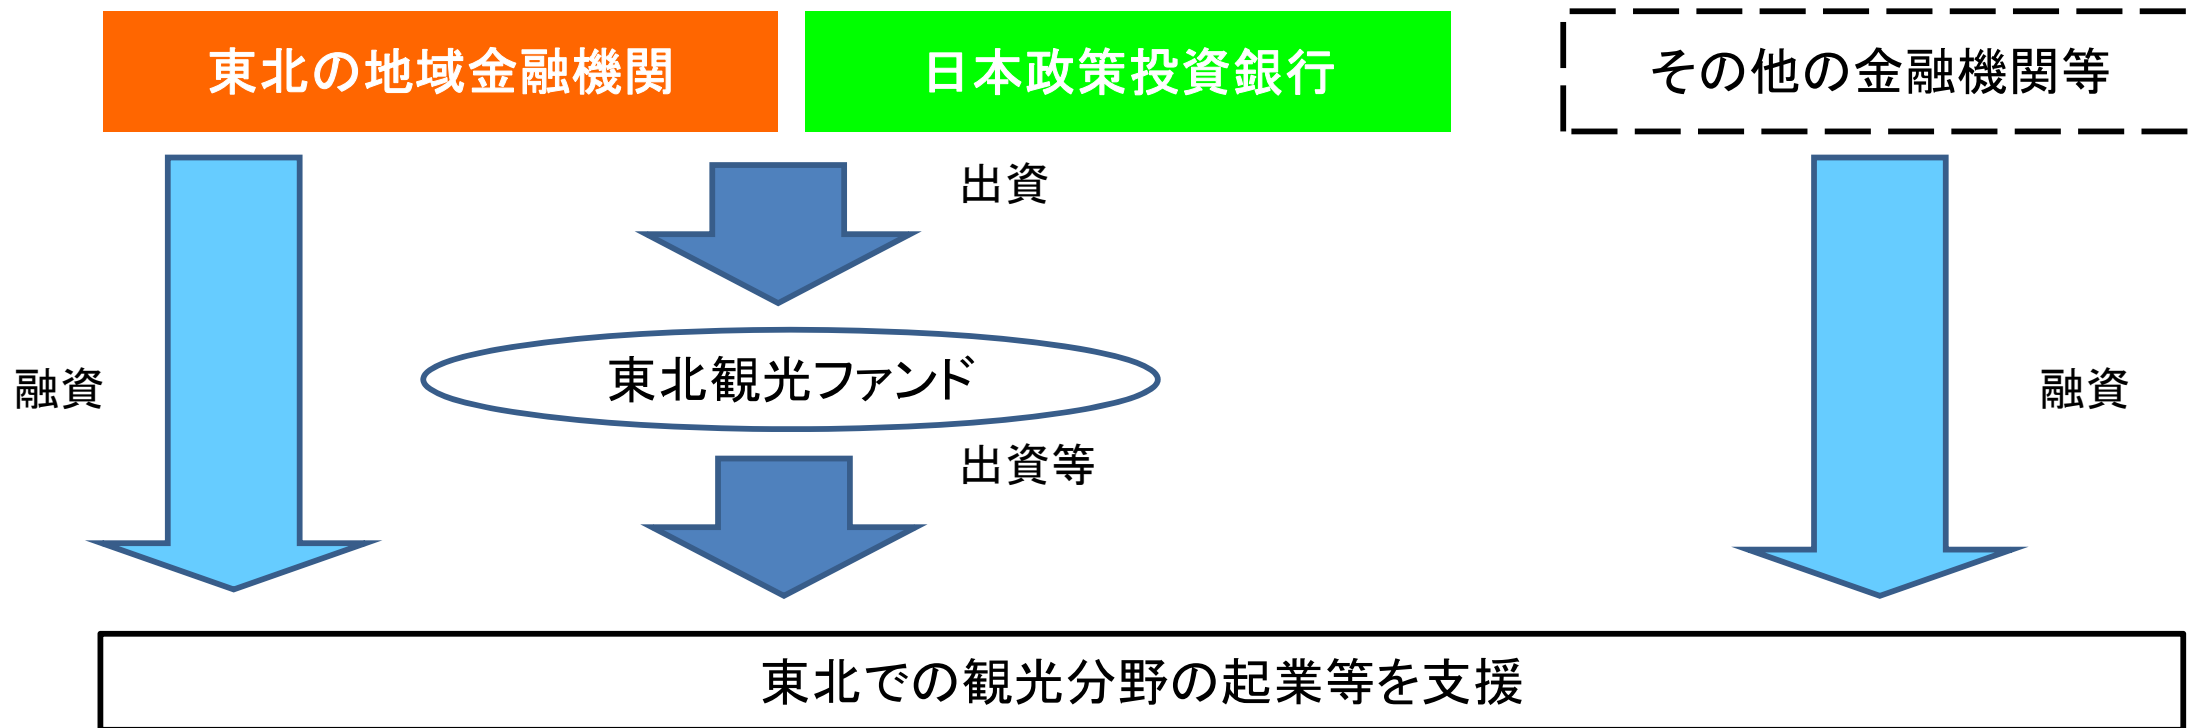 東北の地域金融機関
日本政策投資銀行
その他の金融機関等
出資
融資
東北観光ファンド
融資
出資等
東北での観光分野の起業等を支援